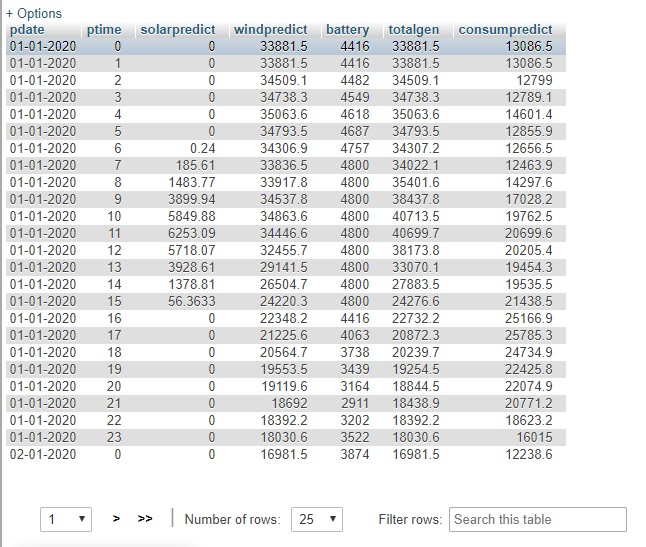 + Options
pdate ptime solarpredict windpredict battery totalgen consumpredict
01-01-2020 0 0 33881.5 4416 33881.5 13086.5
01-01-2020 1 0 33881.5 4416 33881.5 13086.5
01-01-2020 2 0 34509.1 4482 34509.1 12799
01-01-2020 3 0 34738.3 4549 34738.3 12789.1
01-01-2020 4 0 35063.6 4618 35063.6 14601.4
01-01-2020 5 0 34793.5 4687 34793.5 12855.9
01-01-2020 6 0.24 34306.9 4757 34307.2 12656.5
01-01-2020 7 185.61 33836.5 4800 34022.1 12463.9
01-01-2020 8 1483.77 33917.8 4800 35401.6 14297.6
01-01-2020 9 3899.94 34537.8 4800 38437.8 17028.2
01-01-2020 10 5849.88 34863.6 4800 40713.5 19762.5
01-01-2020 11 6253.09 34446.6 4800 40699.7 20699.6
01-01-2020 12 5718.07 32455.7 4800 38173.8 20205.4
01-01-2020 13 3928.61 29141.5 4800 33070.1 19454.3
01-01-2020 14 1378.81 26504.7 4800 27883.5 19535.5
01-01-2020 15 56.3633 24220.3 4800 24276.6 21438.5
01-01-2020 16 0 22348.2 4416 22732.2 25166.9
01-01-2020 17 0 21225.6 4063 20872.3 25785.3
01-01-2020 18 0 20564.7 3738 20239.7 24734.9
01-01-2020 19 0 19553.5 3439 19254.5 22425.8
01-01-2020 20 0 19119.6 3164 18844.5 22074.9
01-01-2020 21 0 18692 2911 18438.9 20771.2
01-01-2020 22 0 18392.2 3202 18392.2 18623.2
01-01-2020 23 0 18030.6 3522 18030.6 16015
02-01-2020 0 0 16981.5 3874 16981.5 12238.6
1 > >> Number of rows: 25 Filter rows: Search this table